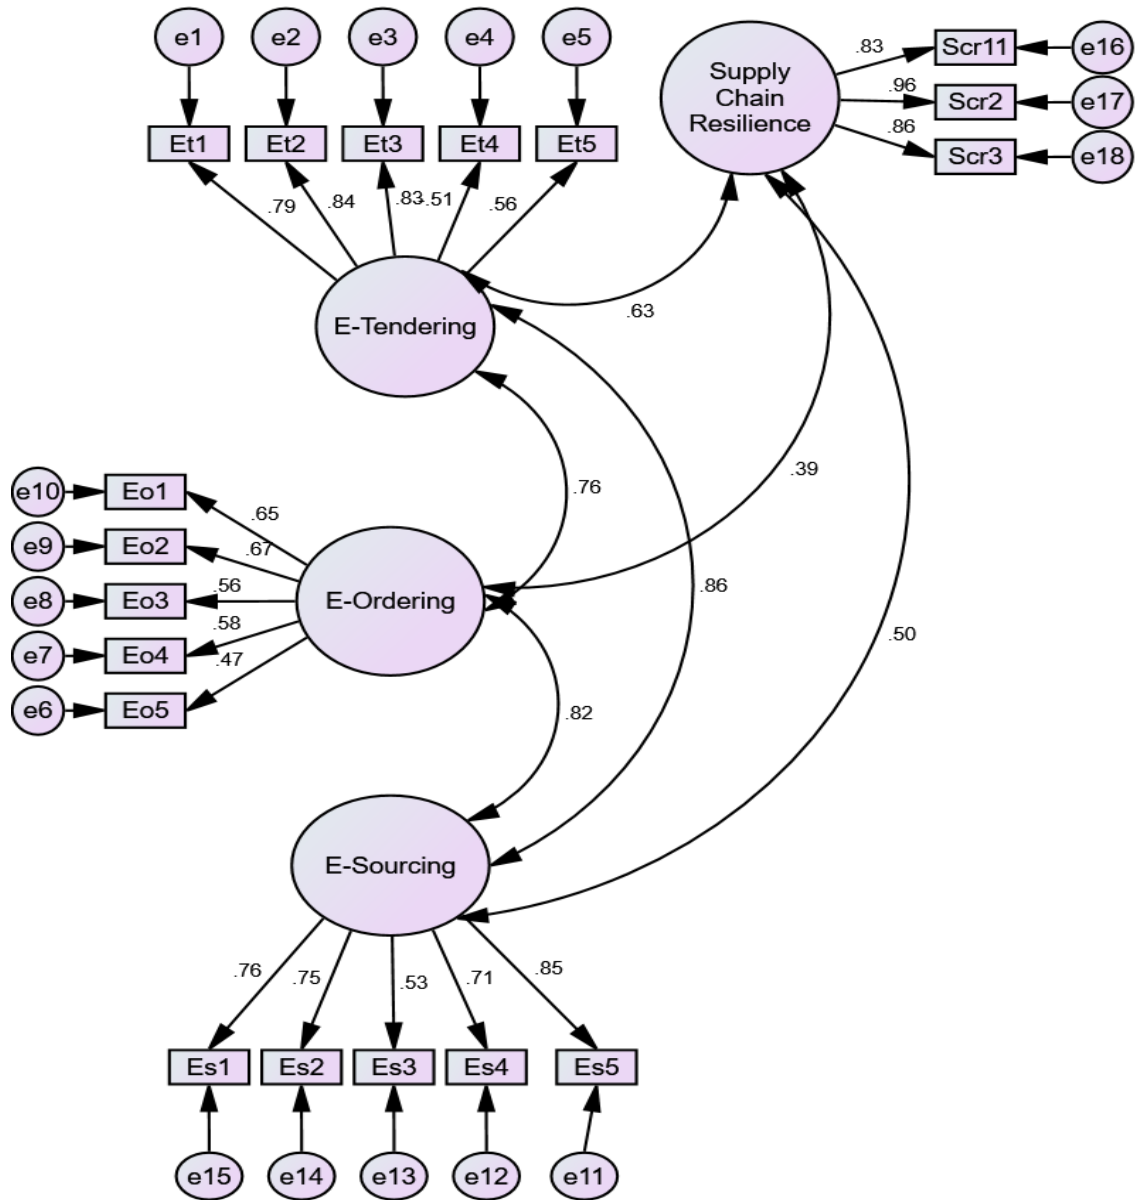 e1 e2 e3 e4 e5
Et1 Et2 Et3 Et4 Et5
.79 .84 .83 .51 .56
Supply
Chain
Resilience
.83 Scr11 e16
.96 Scr2 e17
.86 Scr3 e18
E-Tendering
.63
.76
.39
.86
.50
.82
e10 Eo1 .65
e9 Eo2 .67
e8 Eo3 .56
e7 Eo4 .58
e6 Eo5 .47
E-Ordering
E-Sourcing
.76 .75 .53 .71 .85
Es1 Es2 Es3 Es4 Es5
e15 e14 e13 e12 e11